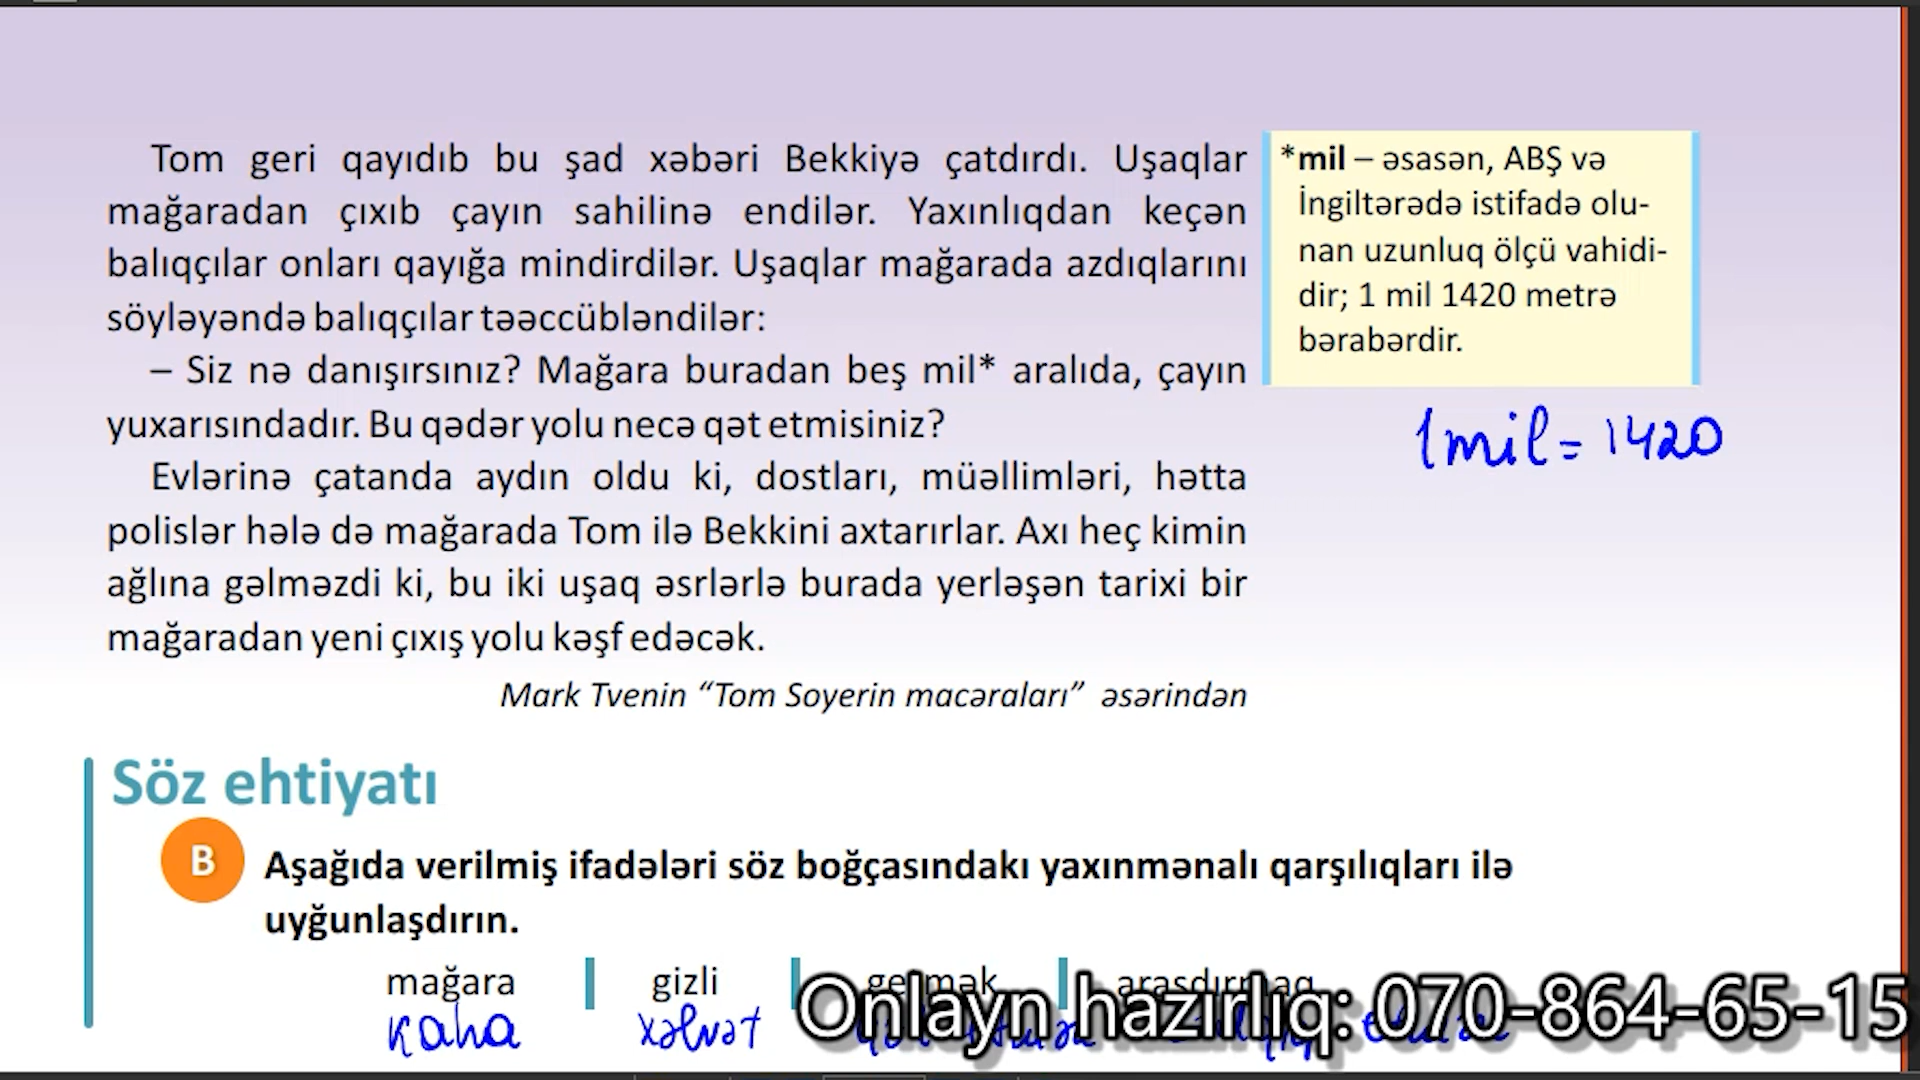 Tom geri qayıdıb bu şad xəbəri Bekkiyə çatdırdı. Uşaqlar
mağaradan çıxıb çayın sahilinə endilər. Yaxınlıqdan keçən
balıqçılar onları qayığa mindirdilər. Uşaqlar mağarada azdıqlarını
söyləyəndə balıqçılar təəccübləndilər:
– Siz nə danışırsınız? Mağara buradan beş mil* aralıda, çayın
yuxarısındadır. Bu qədər yolu necə qət etmisiniz?
Evlərinə çatanda aydın oldu ki, dostları, müəllimləri, hətta
polislər hələ də mağarada Tom ilə Bekkini axtarırlar. Axı heç kimin
ağlına gəlməzdi ki, bu iki uşaq əsrlərlə burada yerləşən tarixi bir
mağaradan yeni çıxış yolu kəşf edəcək.
Mark Tvenin “Tom Soyerin macəraları” əsərindən
*mil – əsasən, ABŞ və
İngiltərədə istifadə olu-
nan uzunluq ölçü vahidi-
dir; 1 mil 1420 metrə
bərabərdir.
1 mil = 1420
Söz ehtiyatı
B
Aşağıda verilmiş ifadələri söz boğçasındakı yaxınmənalı qarşılıqları ilə
uyğunlaşdırın.
mağara gizli araşdırmaq
kaha xəlvət
Onlayn hazırlıq: 070-864-65-15